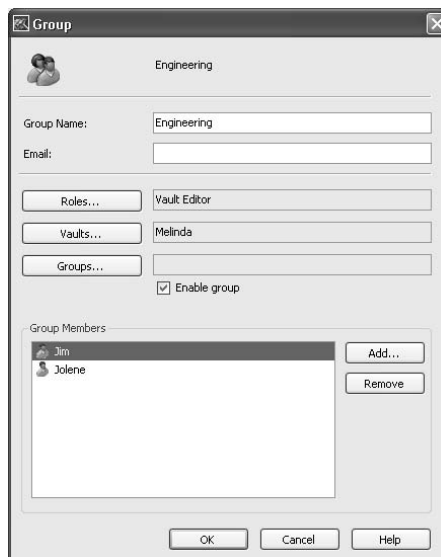 Group
Engineering
Group Name: Engineering
Email:
Roles... Vault Editor
Vaults... Melinda
Groups...
Enable group
Group Members
Jim
Jolene
Add...
Remove
OK Cancel Help